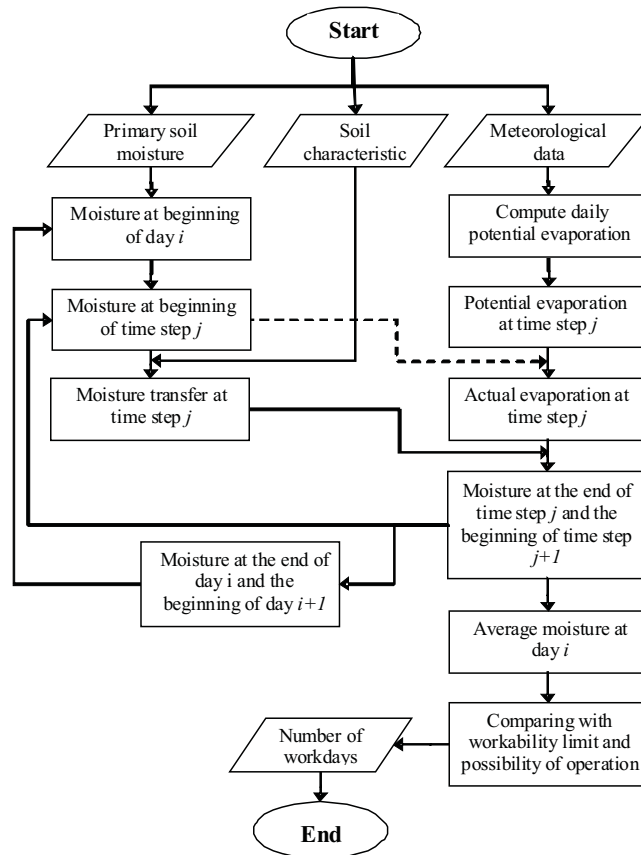 Start
Primary soil
moisture
Soil
characteristic
Meteorological
data
Moisture at beginning
of day i
Compute daily
potential evaporation
Moisture at beginning
of time step j
Potential evaporation
at time step j
Moisture transfer at
time step j
Actual evaporation at
time step j
Moisture at the end of
time step j and the
beginning of time step
j+1
Moisture at the end of
day i and the
beginning of day i+1
Average moisture at
day i
Comparing with
workability limit and
possibility of operation
Number of
workdays
End